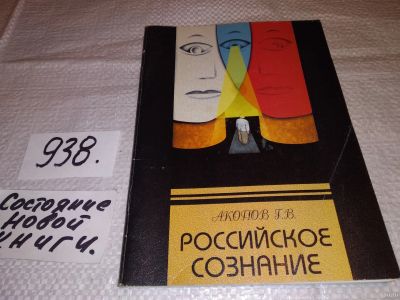 938.
Состояние
новой
книги.
АКОПОВ Г.В.
РОССИЙСКОЕ
СОЗНАНИЕ